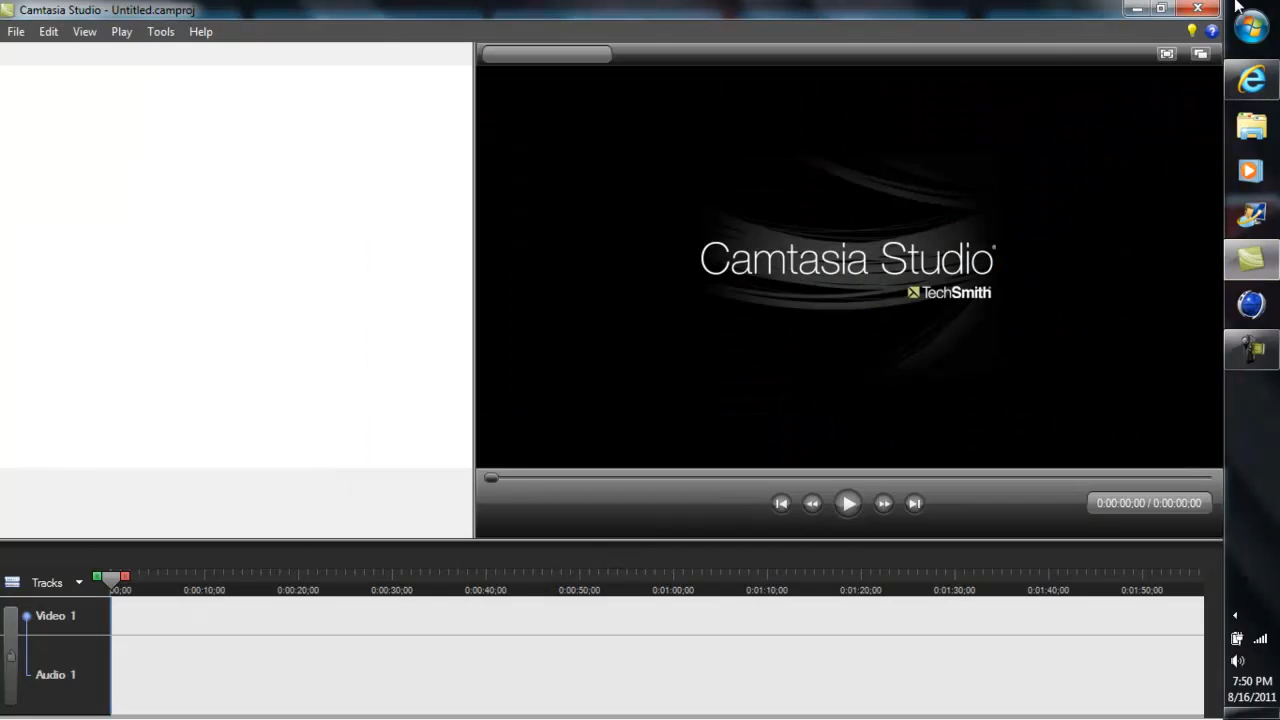 Camtasia Studio - Untitled.camproj
File Edit View Play Tools Help
Camtasia Studio®
TechSmith
0:00:00;00 / 0:00:00;00
Tracks
00;00 0:00:10;00 0:00:20;00 0:00:30;00 0:00:40;00 0:00:50;00 0:01:00;00 0:01:10;00 0:01:20;00 0:01:30;00 0:01:40;00 0:01:50;00
Video 1
Audio 1
7:50 PM
8/16/2011